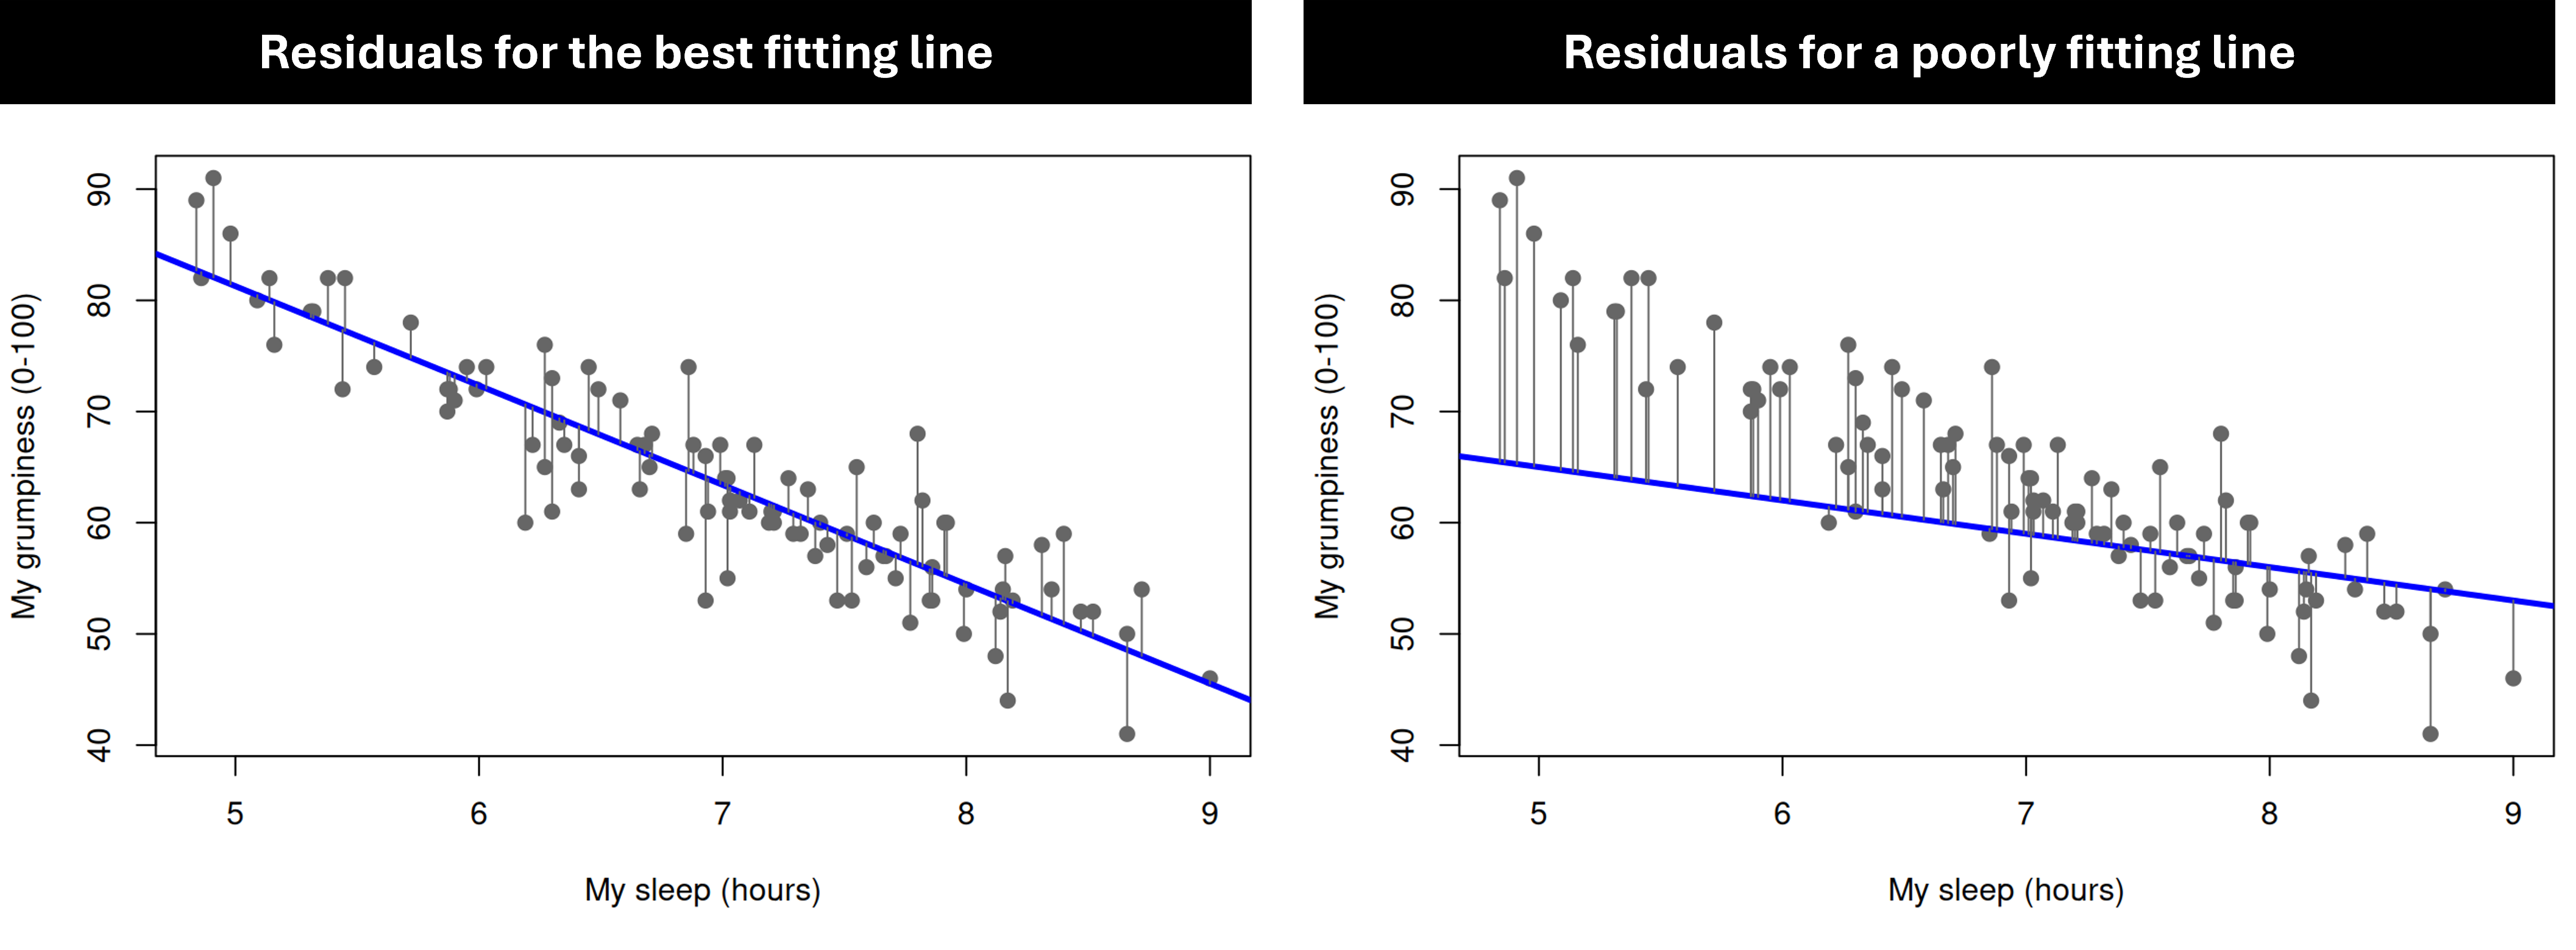 Residuals for the best fitting line
Residuals for a poorly fitting line
My grumpiness (0-100)
90
80
70
60
50
40
5 6 7 8 9
My sleep (hours)
My grumpiness (0-100)
90
80
70
60
50
40
5 6 7 8 9
My sleep (hours)